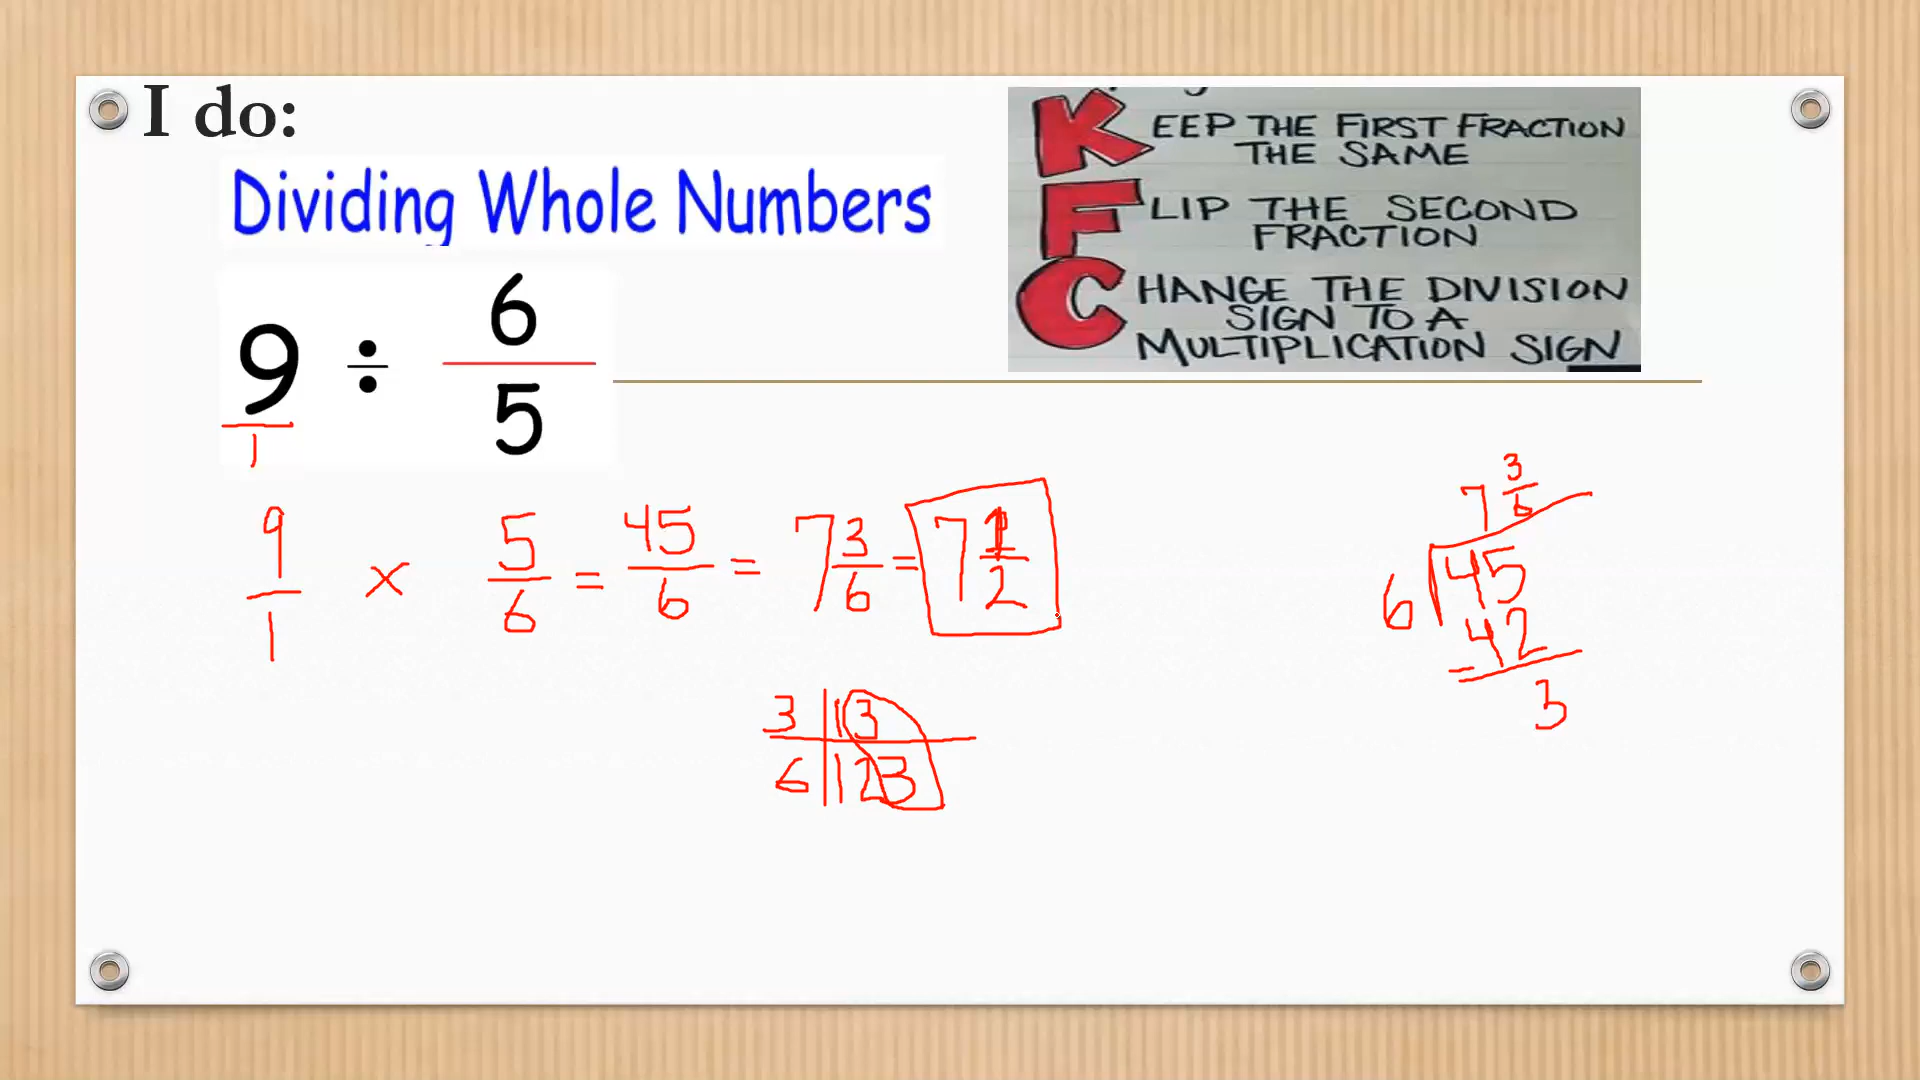 I do:
Dividing Whole Numbers
KEEP THE FIRST FRACTION
THE SAME
FLIP THE SECOND
FRACTION
CHANGE THE DIVISION
SIGN TO A
MULTIPLICATION SIGN
9/1 ÷ 6/5
9/1 × 5/6 = 45/6 = 7 3/6 = 7 1/2
3 | 1 3
6 | 1 2 3
7 3/6
6 45
- 42
3